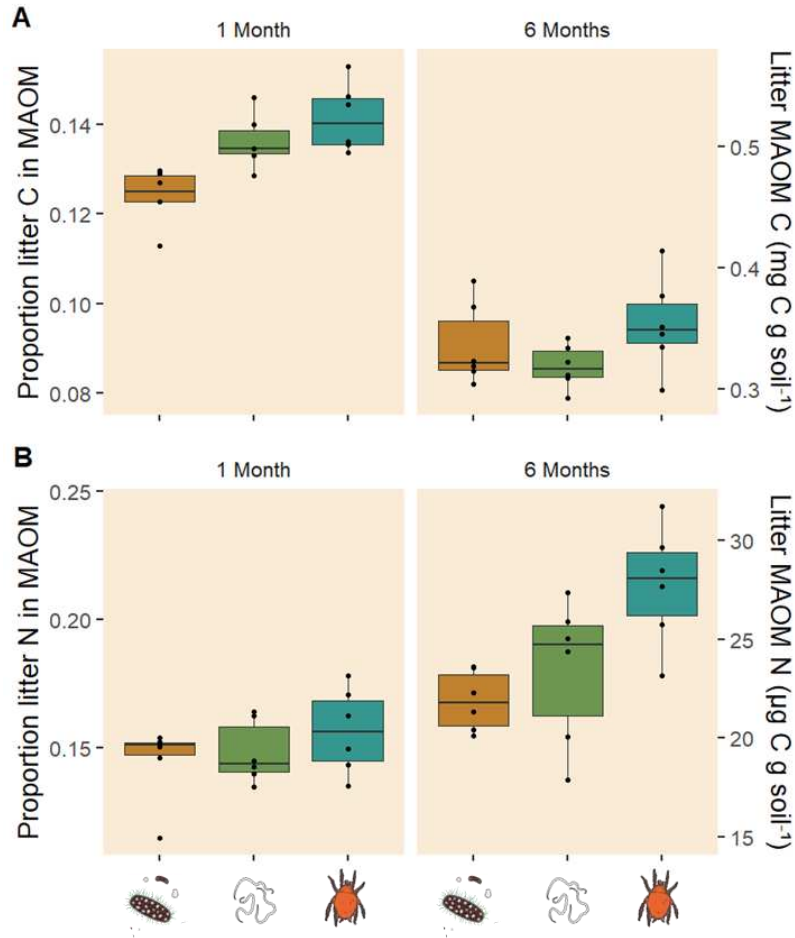 A
1 Month
6 Months
Proportion litter C in MAOM
0.14
0.12
0.10
0.08
0.5
0.4
0.3
Litter MAOM C (mg C g soil⁻¹)
B
1 Month
6 Months
Proportion litter N in MAOM
0.25
0.20
0.15
30
25
20
15
Litter MAOM N (µg C g soil⁻¹)